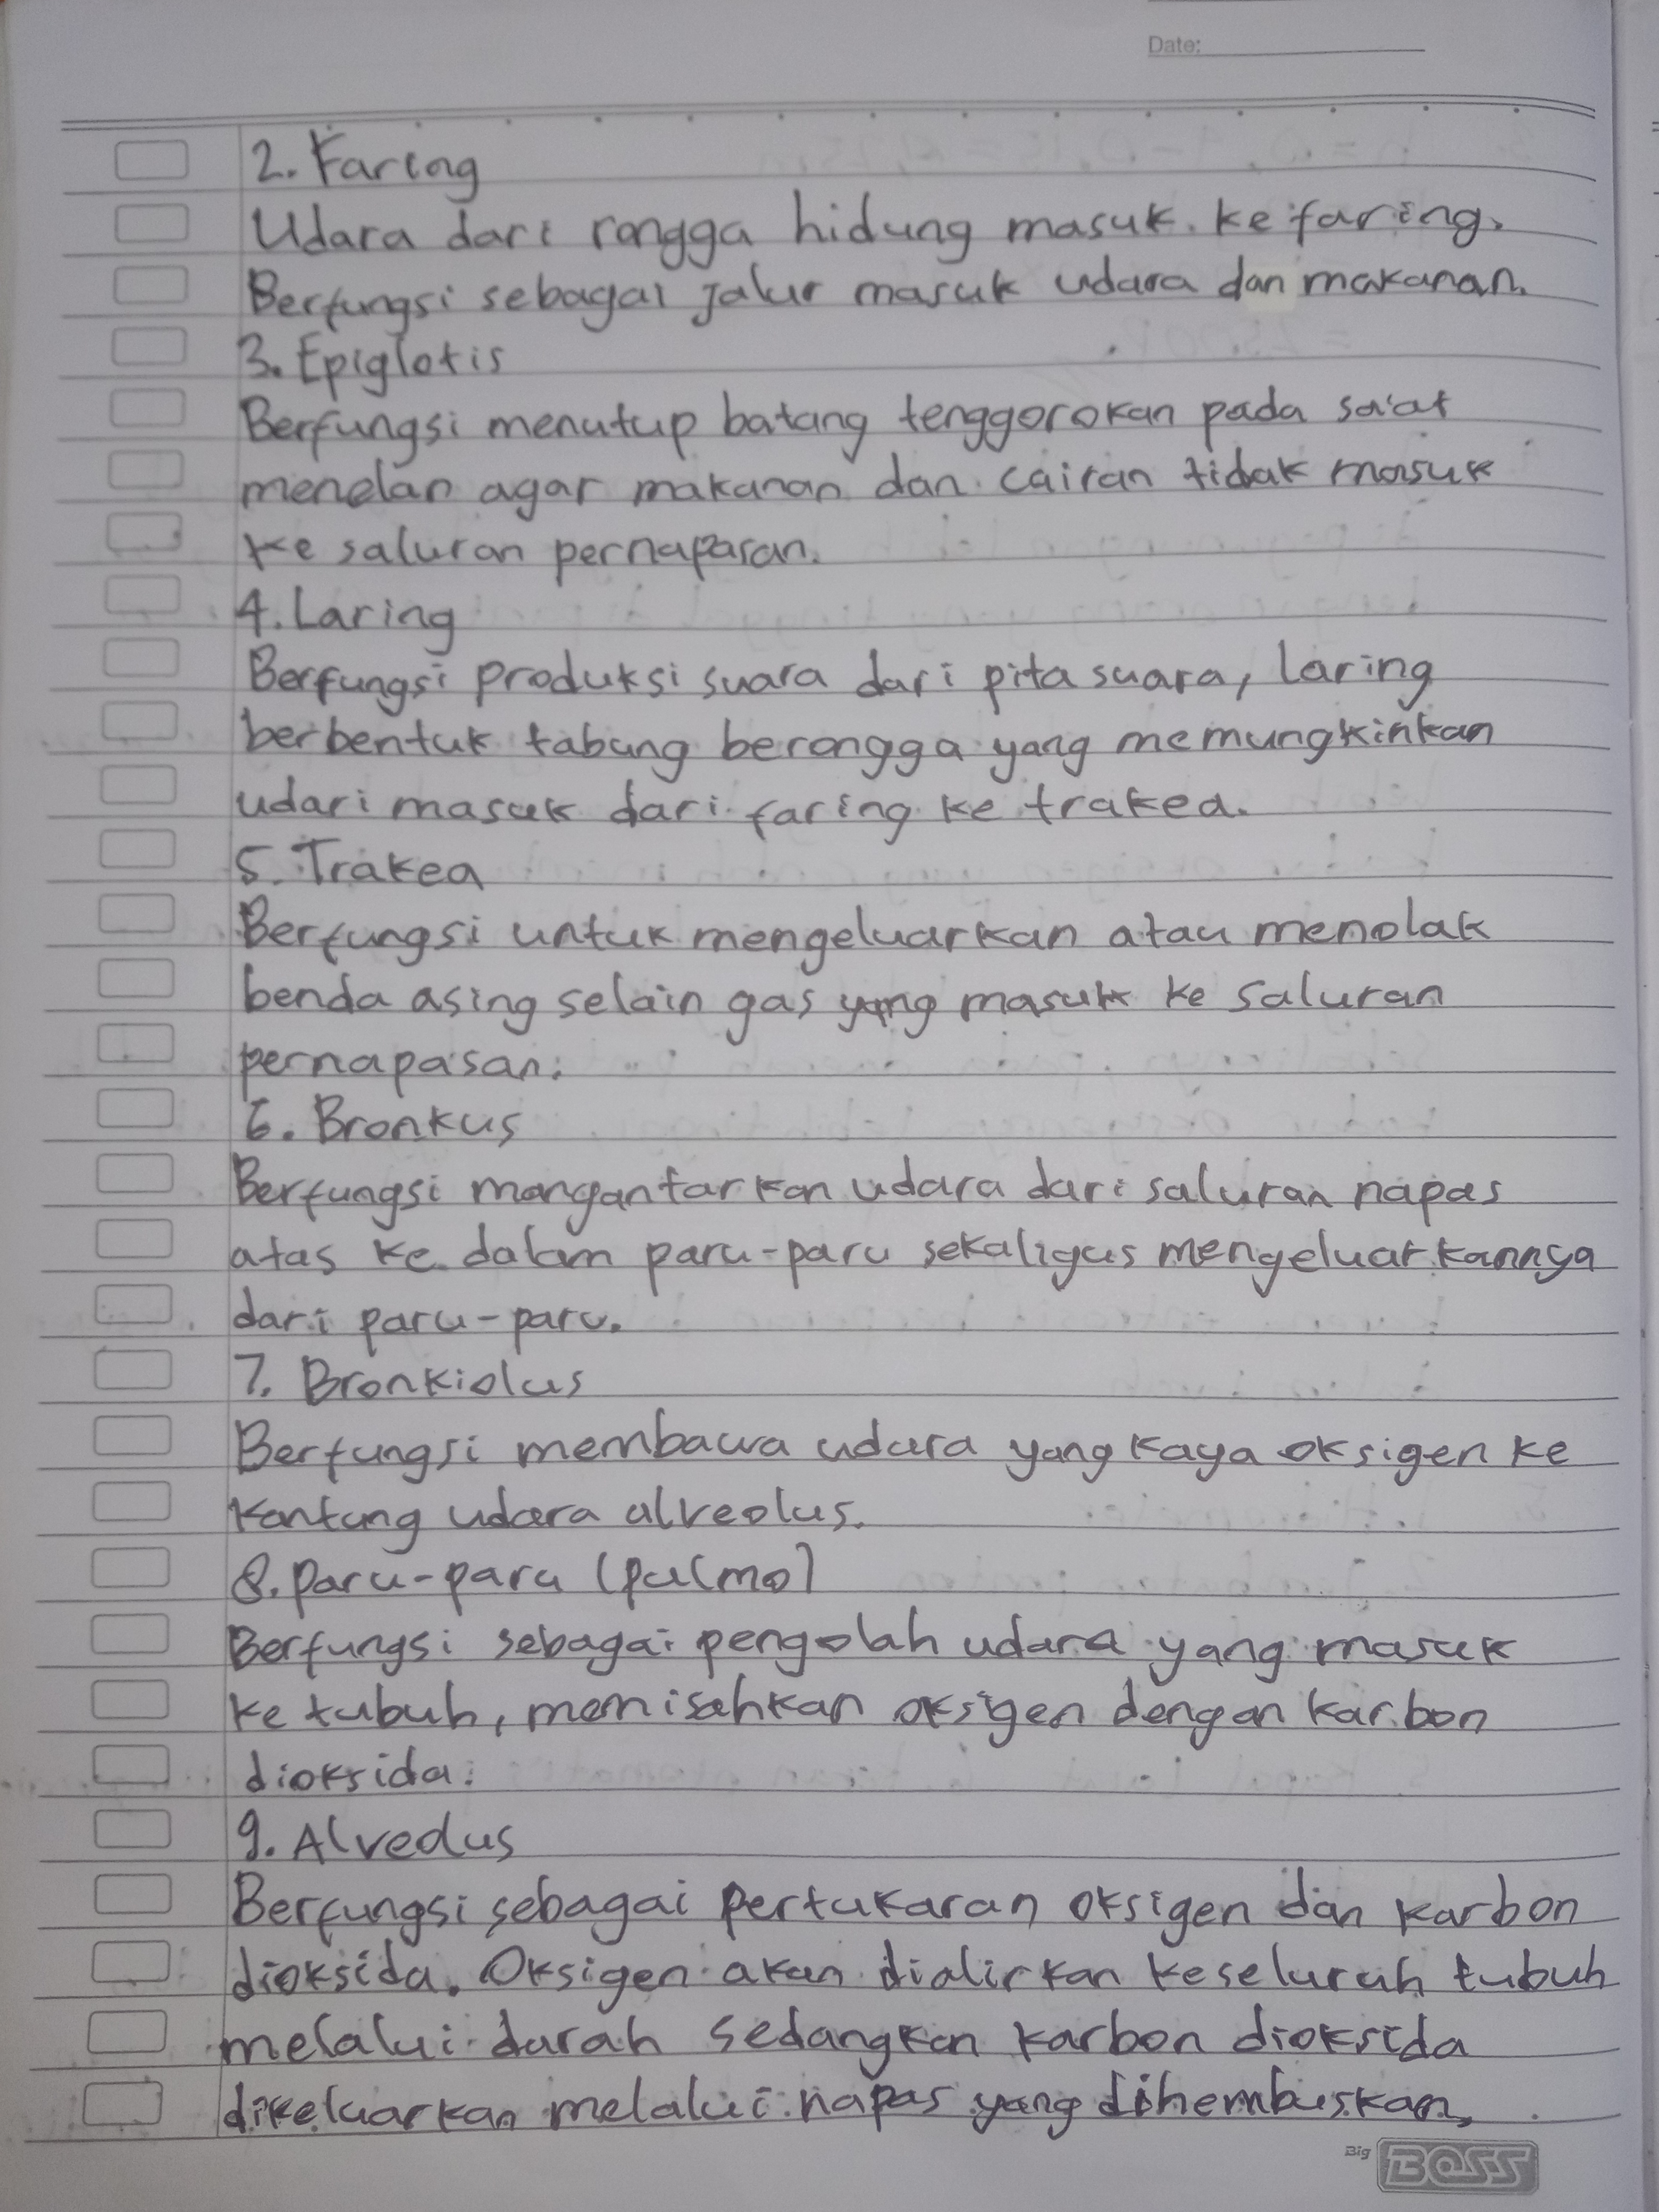 Date:
2. Faring
Udara dari rongga hidung masuk ke faring.
Berfungsi sebagai jalur masuk udara dan makanan.
3. Epiglotis
Berfungsi menutup batang tenggorokan pada sa'at
menelan agar makanan dan cairan tidak masuk
ke saluran pernapasan.
4. Laring
Berfungsi produksi suara dari pita suara, laring
berbentuk tabung berongga yang memungkinkan
udari masuk dari faring ke trakea.
5. Trakea
Berfungsi untuk mengeluarkan atau menolak
benda asing selain gas yang masuk ke saluran
pernapasan.
6. Bronkus
Berfungsi mangantarkan udara dari saluran napas
atas ke dalam paru-paru sekaligus mengeluarkannya
dari paru-paru.
7. Bronkiolus
Berfungsi membawa udara yang kaya oksigen ke
kantung udara alveolus.
8. Paru-paru (pulmo)
Berfungsi sebagai pengolah udara yang masuk
ke tubuh, memisahkan oksigen dengan karbon
dioksida.
9. Alveolus
Berfungsi sebagai pertukaran oksigen dan karbon
dioksida. Oksigen akan dialirkan keseluruh tubuh
melalui darah sedangkan karbon dioksida
dikeluarkan melalui napas yang dihembuskan,
Big BOSS